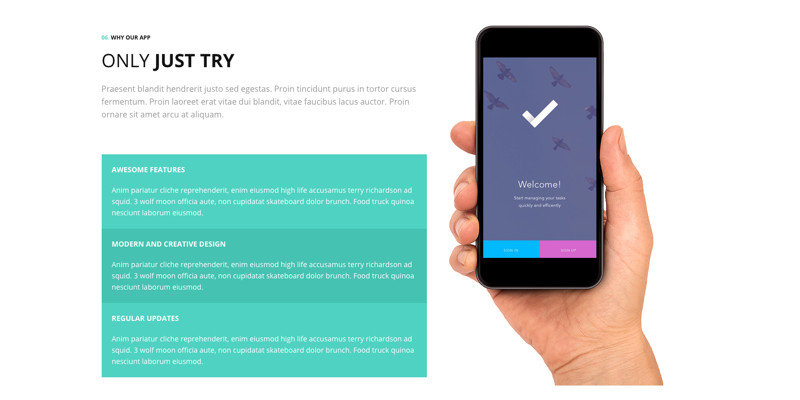 06. WHY OUR APP
ONLY JUST TRY
Praesent blandit hendrerit justo sed egestas. Proin tincidunt purus in tortor cursus
fermentum. Proin laoreet erat vitae dui blandit, vitae faucibus lacus auctor. Proin
ornare sit amet arcu at aliquam.
AWESOME FEATURES
Anim pariatur cliche reprehenderit, enim eiusmod high life accusamus terry richardson ad
squid. 3 wolf moon officia aute, non cupidatat skateboard dolor brunch. Food truck quinoa
nesciunt laborum eiusmod.
MODERN AND CREATIVE DESIGN
Anim pariatur cliche reprehenderit, enim eiusmod high life accusamus terry richardson ad
squid. 3 wolf moon officia aute, non cupidatat skateboard dolor brunch. Food truck quinoa
nesciunt laborum eiusmod.
REGULAR UPDATES
Anim pariatur cliche reprehenderit, enim eiusmod high life accusamus terry richardson ad
squid. 3 wolf moon officia aute, non cupidatat skateboard dolor brunch. Food truck quinoa
nesciunt laborum eiusmod.
Welcome!
Start managing your tasks
quickly and efficiently
SIGN IN
SIGN UP